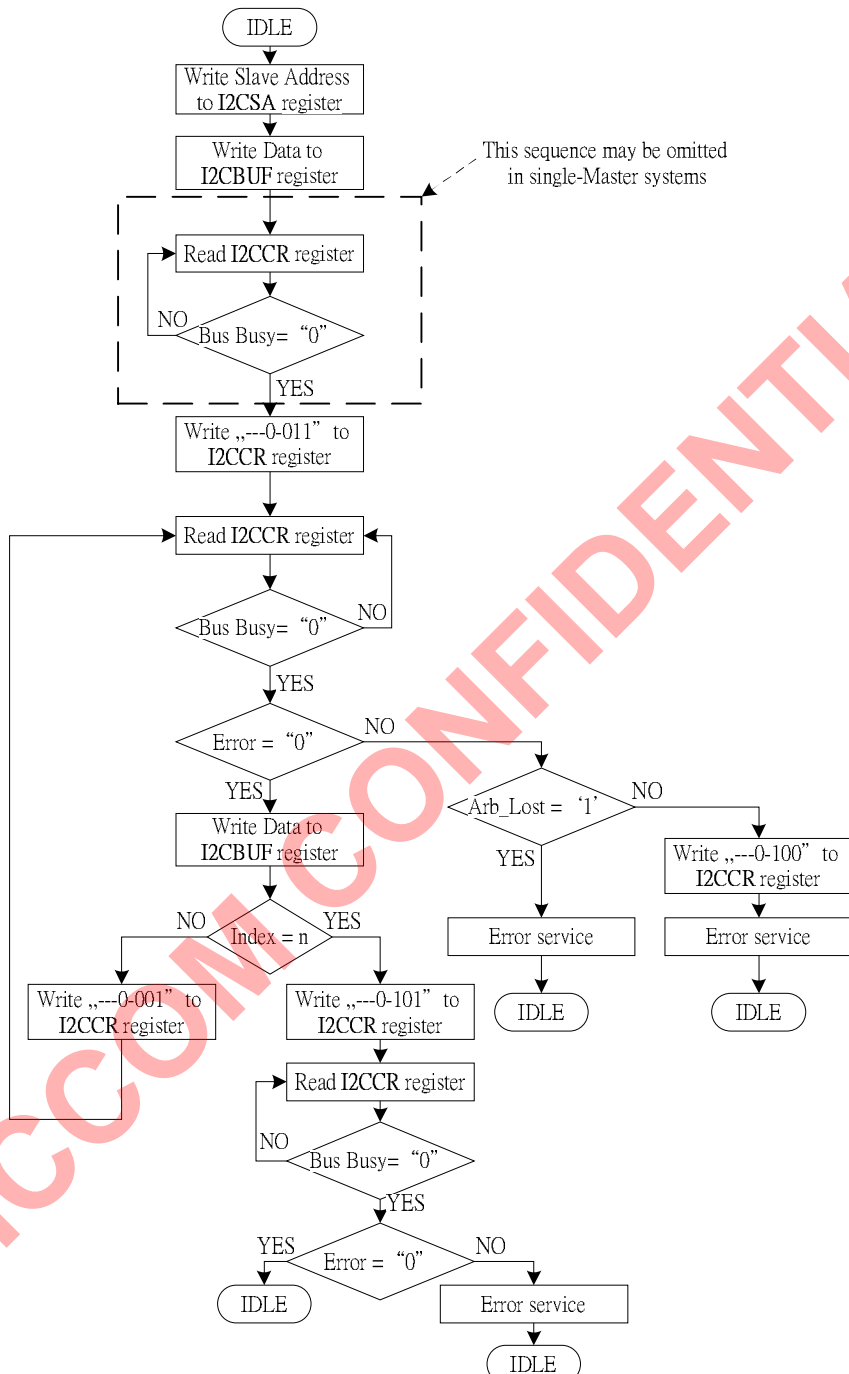 IDLE
Write Slave Address
to I2CSA register
Write Data to
I2CBUF register
This sequence may be omitted
in single-Master systems
Read I2CCR register
NO
Bus Busy= “0”
YES
Write „---0-011” to
I2CCR register
Read I2CCR register
Bus Busy= “0”
NO
YES
Error = “0”
NO
YES
Arb_Lost = ‘1’
NO
Write Data to
I2CBUF register
YES
Write „---0-100” to
I2CCR register
NO
Index = n
YES
Error service
Error service
Write „---0-001” to
I2CCR register
Write „---0-101” to
I2CCR register
IDLE
IDLE
Read I2CCR register
NO
Bus Busy= “0”
YES
YES
Error = “0”
NO
IDLE
Error service
IDLE
CCOM CONFIDENTI